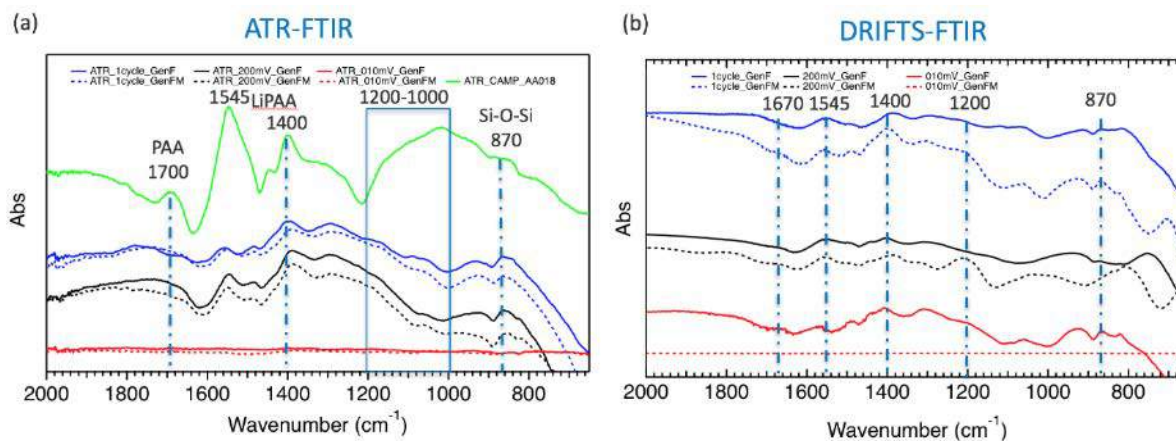 (a) ATR-FTIR
ATR_1cycle_GenF ATR_200mV_GenF ATR_010mV_GenF ATR_CAMP_AA018
ATR_1cycle_GenFM ATR_200mV_GenFM ATR_010mV_GenFM
1545 LiPAA 1200-1000
1400
Si-O-Si
870
PAA
1700
Abs
2000 1800 1600 1400 1200 1000 800
Wavenumber (cm⁻¹)
(b) DRIFTS-FTIR
1cycle_GenF 200mV_GenF 010mV_GenF
1cycle_GenFM 200mV_GenFM 010mV_GenFM
1670 1545 1400 1200 870
Abs
2000 1800 1600 1400 1200 1000 800
Wavenumber (cm⁻¹)